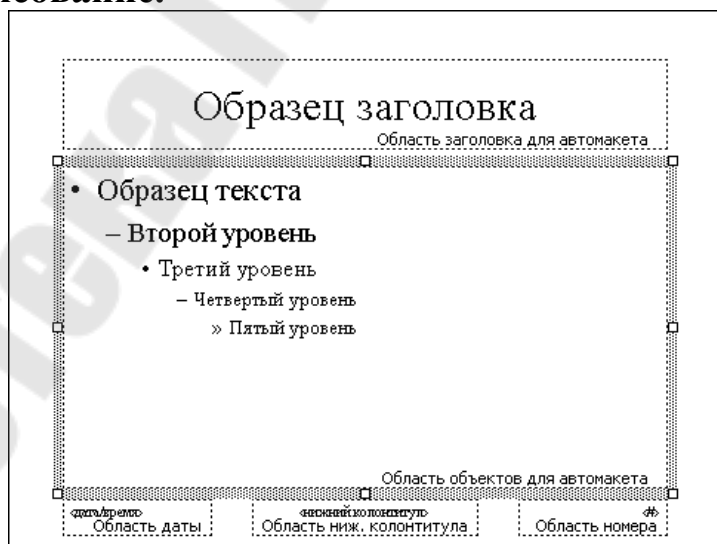 Образец заголовка
Область заголовка для автомакета
• Образец текста
– Второй уровень
• Третий уровень
– Четвертый уровень
» Пятый уровень
Область объектов для автомакета
<дата/время>
Область даты
<нижний колонтитул>
Область ниж. колонтитула
<#>
Область номера